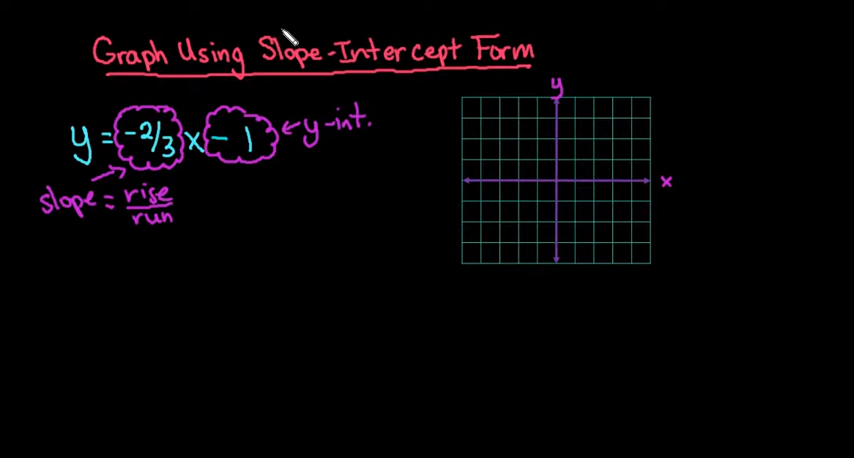 Graph Using Slope-Intercept Form
y = -2/3 x - 1 ← y-int.
slope = rise/run
y
x